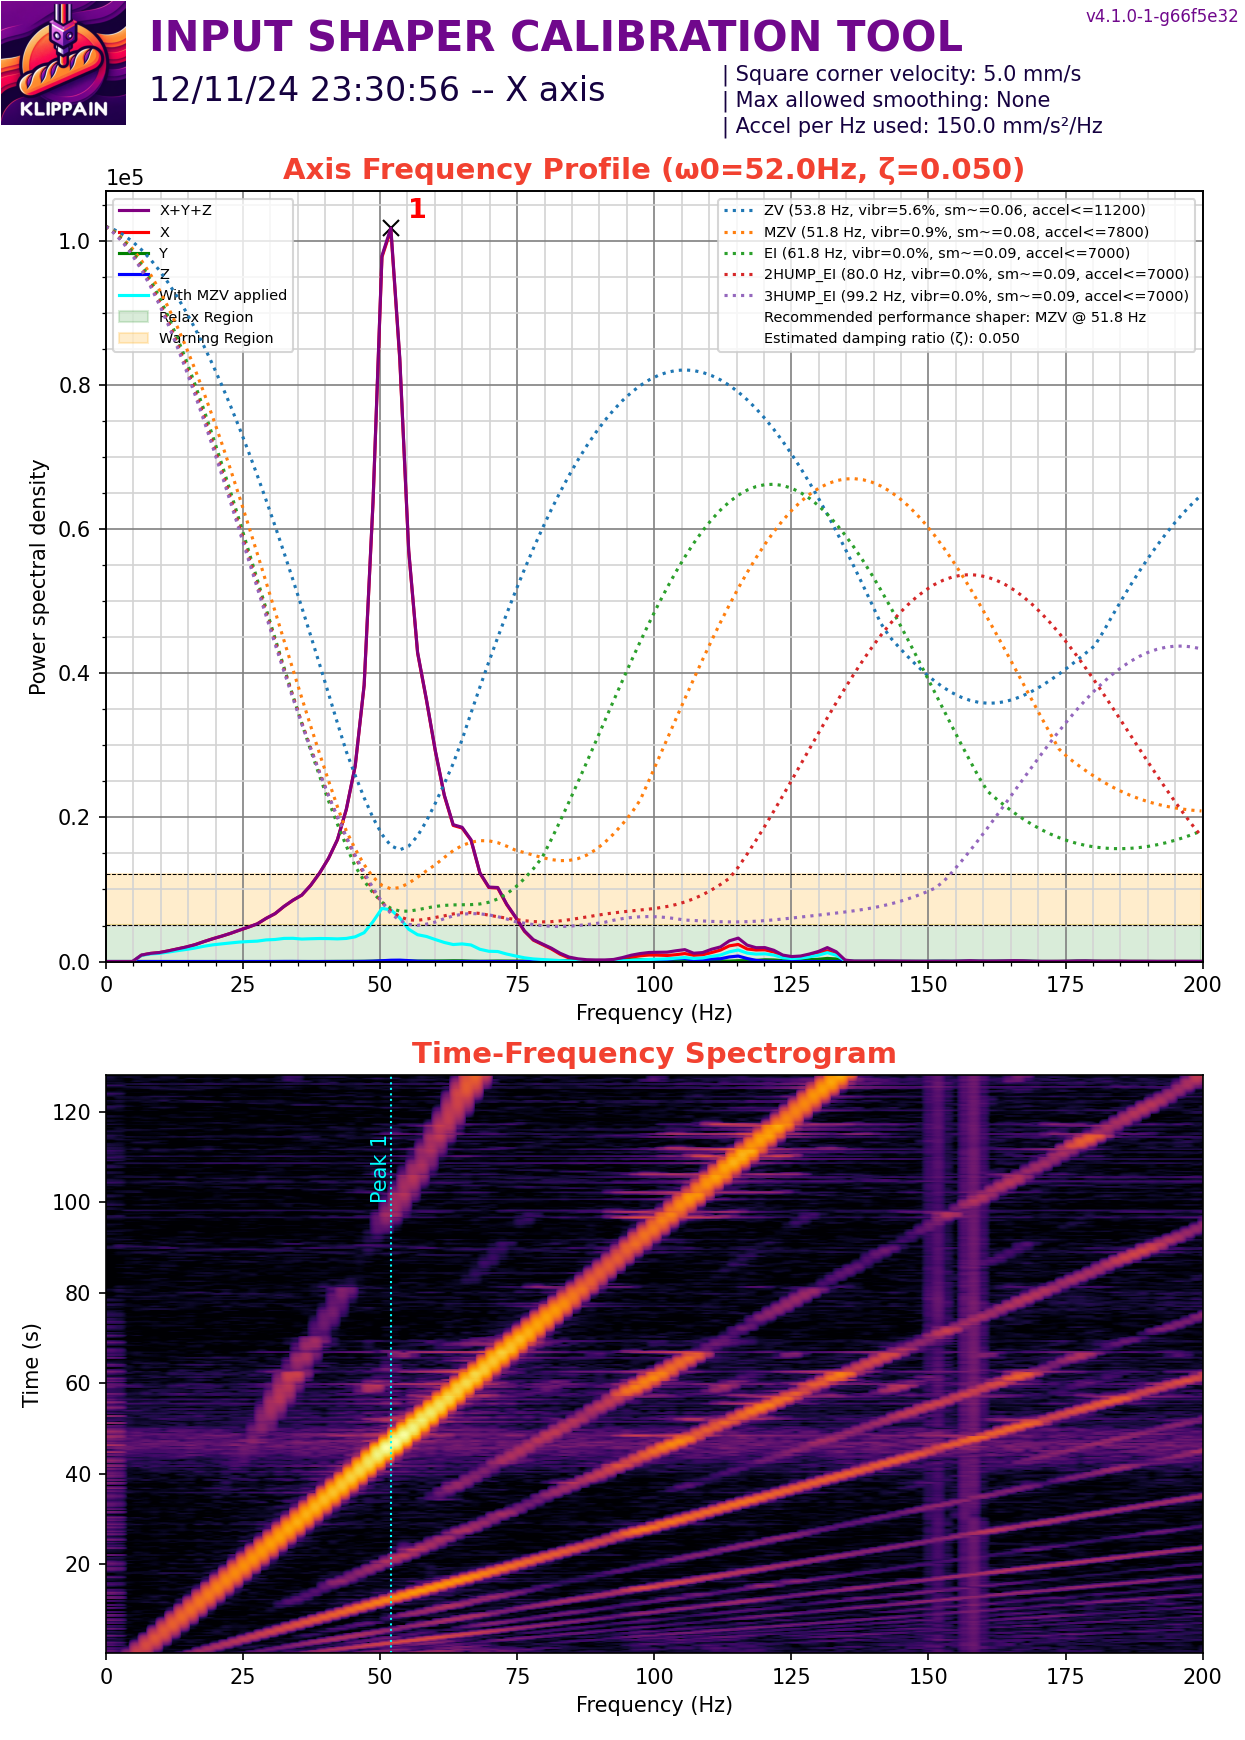 v4.1.0-1-g66f5e32
INPUT SHAPER CALIBRATION TOOL
12/11/24 23:30:56 -- X axis
| Square corner velocity: 5.0 mm/s
| Max allowed smoothing: None
| Accel per Hz used: 150.0 mm/s²/Hz
KLIPPAIN
Axis Frequency Profile (ω0=52.0Hz, ζ=0.050)
1e5
1
X+Y+Z
X
Y
Z
With MZV applied
Relax Region
Warning Region
ZV (53.8 Hz, vibr=5.6%, sm~=0.06, accel<=11200)
MZV (51.8 Hz, vibr=0.9%, sm~=0.08, accel<=7800)
EI (61.8 Hz, vibr=0.0%, sm~=0.09, accel<=7000)
2HUMP_EI (80.0 Hz, vibr=0.0%, sm~=0.09, accel<=7000)
3HUMP_EI (99.2 Hz, vibr=0.0%, sm~=0.09, accel<=7000)
Recommended performance shaper: MZV @ 51.8 Hz
Estimated damping ratio (ζ): 0.050
Power spectral density
1.0
0.8
0.6
0.4
0.2
0.0
0 25 50 75 100 125 150 175 200
Frequency (Hz)
Time-Frequency Spectrogram
Peak 1
Time (s)
120
100
80
60
40
20
0 25 50 75 100 125 150 175 200
Frequency (Hz)